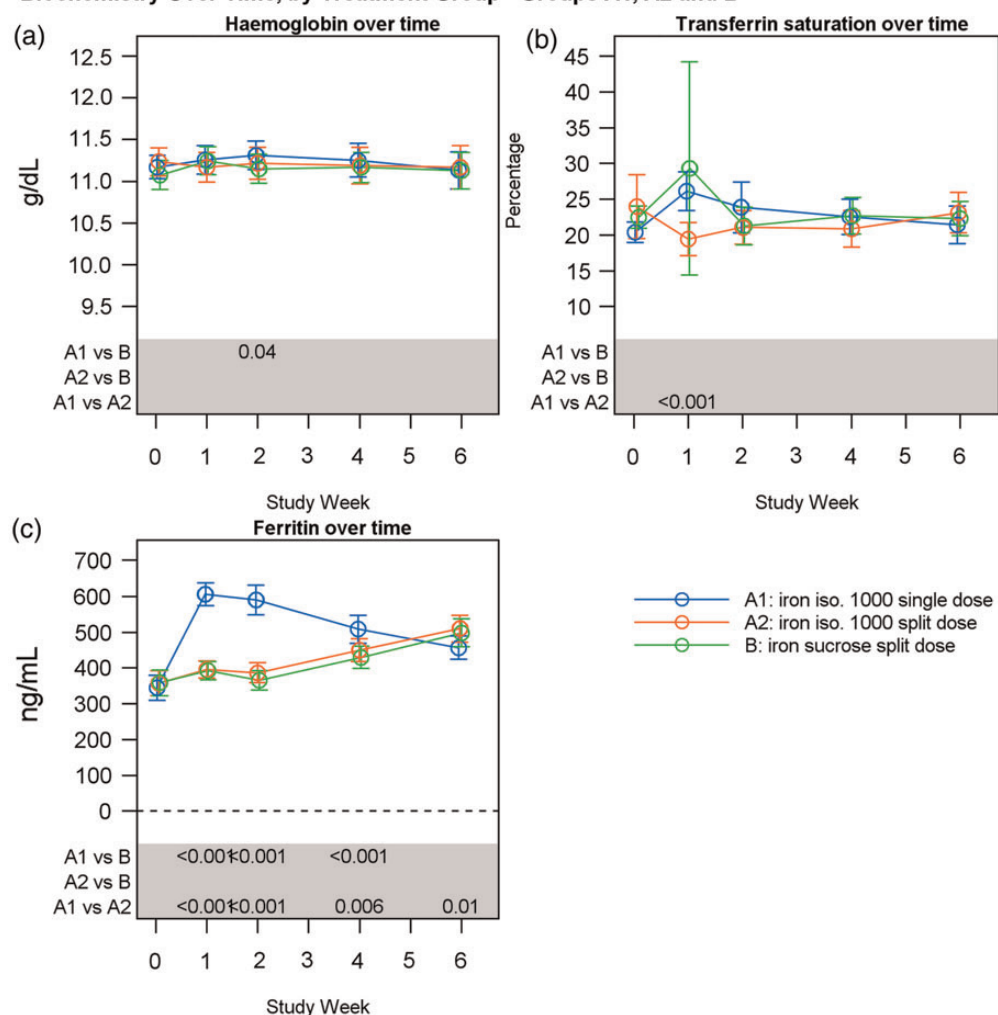 (a)
Haemoglobin over time
g/dL
12.5
12.0
11.5
11.0
10.5
10.0
9.5
A1 vs B 0.04
A2 vs B
A1 vs A2
0 1 2 3 4 5 6
Study Week
(b)
Transferrin saturation over time
Percentage
45
40
35
30
25
20
15
10
A1 vs B
A2 vs B
A1 vs A2 <0.001
0 1 2 3 4 5 6
Study Week
(c)
Ferritin over time
ng/mL
700
600
500
400
300
200
100
0
A1 vs B <0.001 <0.001 <0.001
A2 vs B
A1 vs A2 <0.001 <0.001 0.006 0.01
0 1 2 3 4 5 6
Study Week
A1: iron iso. 1000 single dose
A2: iron iso. 1000 split dose
B: iron sucrose split dose